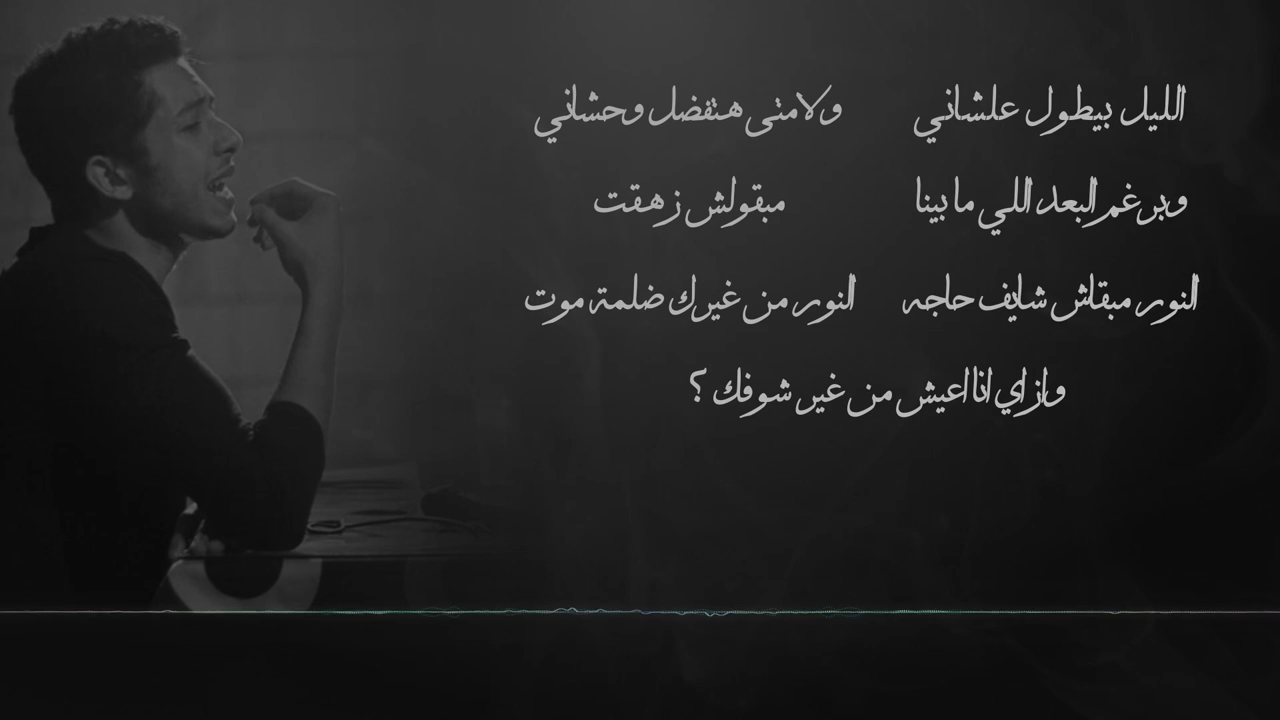 الليل بيطول علشاني ولامتى هتفضل وحشاني
وبرغم البعد اللي ما بينا مبقولش زهقت
النور مبقاش شايف حاجه النور من غيرك ضلمة موت
وازاي انا اعيش من غير شوفك ؟